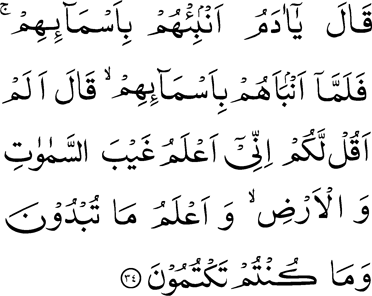 قَالَ يٰٓاٰدَمُ اَنْۢبِئْهُمْ بِاَسْمَآئِهِمْ ۚ
فَلَمَّآ اَنْۢبَاَهُمْ بِاَسْمَآئِهِمْ ۙ قَالَ اَلَمْ
اَقُلْ لَّكُمْ اِنِّيْٓ اَعْلَمُ غَيْبَ السَّمٰوٰتِ
وَ الْاَرْضِ ۙ وَ اَعْلَمُ مَا تُبْدُوْنَ
وَمَا كُنْتُمْ تَكْتُمُوْنَ ﴿٣٤﴾